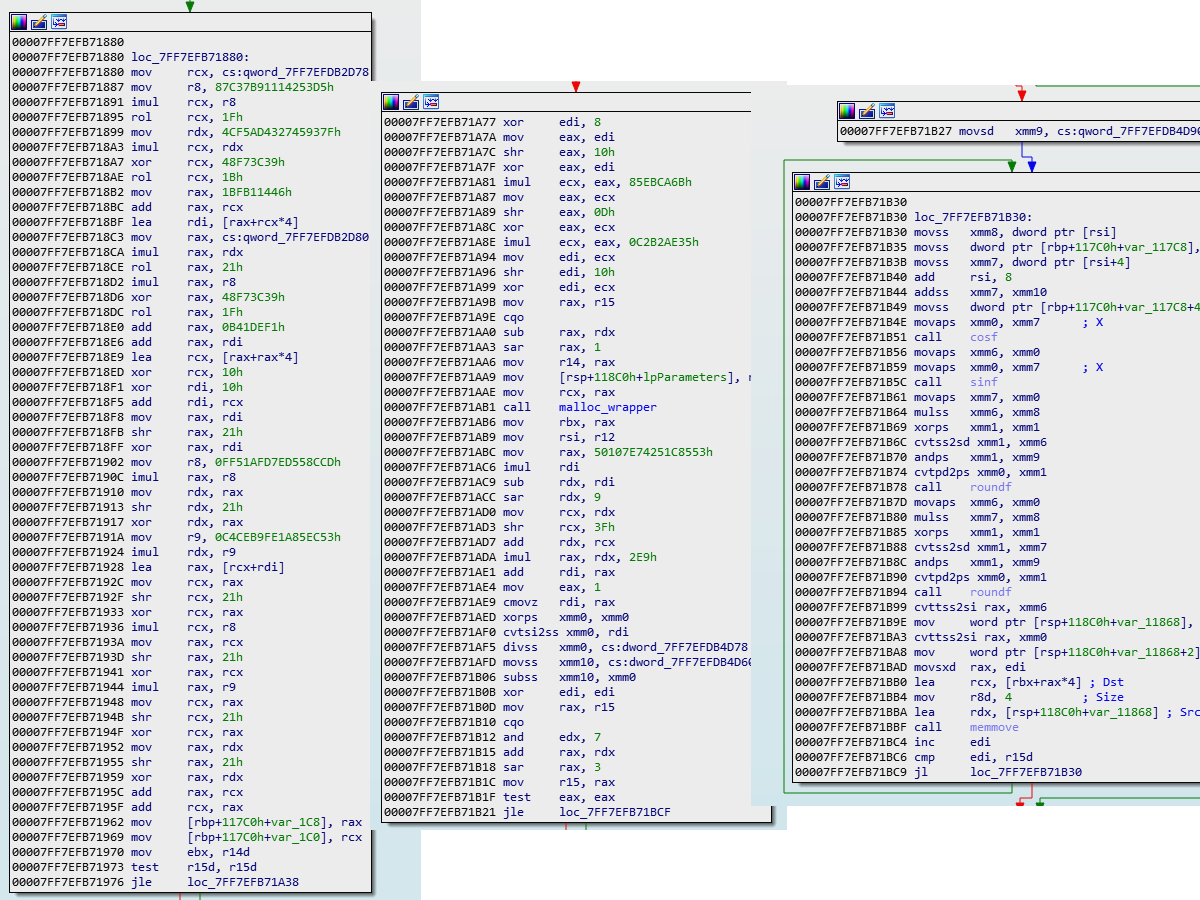 00007FF7EFB71880
00007FF7EFB71880 loc_7FF7EFB71880:
00007FF7EFB71880 mov rcx, cs:qword_7FF7EFDB2D78
00007FF7EFB71887 mov r8, 87C37B91114253D5h
00007FF7EFB71891 imul rcx, r8
00007FF7EFB71895 rol rcx, 1Fh
00007FF7EFB71899 mov rdx, 4CF5AD432745937Fh
00007FF7EFB718A3 imul rcx, rdx
00007FF7EFB718A7 xor rcx, 48F73C39h
00007FF7EFB718AE rol rcx, 1Bh
00007FF7EFB718B2 mov rax, 1BFB11446h
00007FF7EFB718BC add rax, rcx
00007FF7EFB718BF lea rdi, [rax+rcx*4]
00007FF7EFB718C3 mov rax, cs:qword_7FF7EFDB2D80
00007FF7EFB718CA imul rax, rdx
00007FF7EFB718CE rol rax, 21h
00007FF7EFB718D2 imul rax, r8
00007FF7EFB718D6 xor rax, 48F73C39h
00007FF7EFB718DC rol rax, 1Fh
00007FF7EFB718E0 add rax, 0B41DEF1h
00007FF7EFB718E6 add rax, rdi
00007FF7EFB718E9 lea rcx, [rax+rax*4]
00007FF7EFB718ED xor rcx, 10h
00007FF7EFB718F1 xor rdi, 10h
00007FF7EFB718F5 add rdi, rcx
00007FF7EFB718F8 mov rax, rdi
00007FF7EFB718FB shr rax, 21h
00007FF7EFB718FF xor rax, rdi
00007FF7EFB71902 mov r8, 0FF51AFD7ED558CCDh
00007FF7EFB7190C imul rax, r8
00007FF7EFB71910 mov rdx, rax
00007FF7EFB71913 shr rdx, 21h
00007FF7EFB71917 xor rdx, rax
00007FF7EFB7191A mov r9, 0C4CEB9FE1A85EC53h
00007FF7EFB71924 imul rdx, r9
00007FF7EFB71928 lea rax, [rcx+rdi]
00007FF7EFB7192C mov rcx, rax
00007FF7EFB7192F shr rcx, 21h
00007FF7EFB71933 xor rcx, rax
00007FF7EFB71936 imul rcx, r8
00007FF7EFB7193A mov rax, rcx
00007FF7EFB7193D shr rax, 21h
00007FF7EFB71941 xor rax, rcx
00007FF7EFB71944 imul rax, r9
00007FF7EFB71948 mov rcx, rax
00007FF7EFB7194B shr rcx, 21h
00007FF7EFB7194F xor rcx, rax
00007FF7EFB71952 mov rax, rdx
00007FF7EFB71955 shr rax, 21h
00007FF7EFB71959 xor rax, rdx
00007FF7EFB7195C add rax, rcx
00007FF7EFB7195F add rcx, rax
00007FF7EFB71962 mov [rbp+117C0h+var_1C8], rax
00007FF7EFB71969 mov [rbp+117C0h+var_1C0], rcx
00007FF7EFB71970 mov ebx, r14d
00007FF7EFB71973 test r15d, r15d
00007FF7EFB71976 jle loc_7FF7EFB71A38
00007FF7EFB71A77 xor edi, 8
00007FF7EFB71A7A mov eax, edi
00007FF7EFB71A7C shr eax, 10h
00007FF7EFB71A7F xor eax, edi
00007FF7EFB71A81 imul ecx, eax, 85EBCA6Bh
00007FF7EFB71A87 mov eax, ecx
00007FF7EFB71A89 shr eax, 0Dh
00007FF7EFB71A8C xor eax, ecx
00007FF7EFB71A8E imul ecx, eax, 0C2B2AE35h
00007FF7EFB71A94 mov edi, ecx
00007FF7EFB71A96 shr edi, 10h
00007FF7EFB71A99 xor edi, ecx
00007FF7EFB71A9B mov rax, r15
00007FF7EFB71A9E cqo
00007FF7EFB71AA0 sub rax, rdx
00007FF7EFB71AA3 sar rax, 1
00007FF7EFB71AA6 mov r14, rax
00007FF7EFB71AA9 mov [rsp+118C0h+lpParameters],
00007FF7EFB71AAE mov rcx, rax
00007FF7EFB71AB1 call malloc_wrapper
00007FF7EFB71AB6 mov rbx, rax
00007FF7EFB71AB9 mov rsi, r12
00007FF7EFB71ABC mov rax, 50107E74251C8553h
00007FF7EFB71AC6 imul rdi
00007FF7EFB71AC9 sub rdx, rdi
00007FF7EFB71ACC sar rdx, 9
00007FF7EFB71AD0 mov rcx, rdx
00007FF7EFB71AD3 shr rcx, 3Fh
00007FF7EFB71AD7 add rdx, rcx
00007FF7EFB71ADA imul rax, rdx, 2E9h
00007FF7EFB71AE1 add rdi, rax
00007FF7EFB71AE4 mov eax, 1
00007FF7EFB71AE9 cmovz rdi, rax
00007FF7EFB71AED xorps xmm0, xmm0
00007FF7EFB71AF0 cvtsi2ss xmm0, rdi
00007FF7EFB71AF5 divss xmm0, cs:dword_7FF7EFDB4D78
00007FF7EFB71AFD movss xmm10, cs:dword_7FF7EFDB4D60
00007FF7EFB71B06 subss xmm10, xmm0
00007FF7EFB71B0B xor edi, edi
00007FF7EFB71B0D mov rax, r15
00007FF7EFB71B10 cqo
00007FF7EFB71B12 and edx, 7
00007FF7EFB71B15 add rax, rdx
00007FF7EFB71B18 sar rax, 3
00007FF7EFB71B1C mov r15, rax
00007FF7EFB71B1F test eax, eax
00007FF7EFB71B21 jle loc_7FF7EFB71BCF
00007FF7EFB71B27 movsd xmm9, cs:qword_7FF7EFDB4D90
00007FF7EFB71B30
00007FF7EFB71B30 loc_7FF7EFB71B30:
00007FF7EFB71B30 movss xmm8, dword ptr [rsi]
00007FF7EFB71B35 movss dword ptr [rbp+117C0h+var_117C8],
00007FF7EFB71B3B movss xmm7, dword ptr [rsi+4]
00007FF7EFB71B40 add rsi, 8
00007FF7EFB71B44 addss xmm7, xmm10
00007FF7EFB71B49 movss dword ptr [rbp+117C0h+var_117C8+4
00007FF7EFB71B4E movaps xmm0, xmm7 ; X
00007FF7EFB71B51 call cosf
00007FF7EFB71B56 movaps xmm6, xmm0
00007FF7EFB71B59 movaps xmm0, xmm7 ; X
00007FF7EFB71B5C call sinf
00007FF7EFB71B61 movaps xmm7, xmm0
00007FF7EFB71B64 mulss xmm6, xmm8
00007FF7EFB71B69 xorps xmm1, xmm1
00007FF7EFB71B6C cvtss2sd xmm1, xmm6
00007FF7EFB71B70 andps xmm1, xmm9
00007FF7EFB71B74 cvtpd2ps xmm0, xmm1
00007FF7EFB71B78 call roundf
00007FF7EFB71B7D movaps xmm6, xmm0
00007FF7EFB71B80 mulss xmm7, xmm8
00007FF7EFB71B85 xorps xmm1, xmm1
00007FF7EFB71B88 cvtss2sd xmm1, xmm7
00007FF7EFB71B8C andps xmm1, xmm9
00007FF7EFB71B90 cvtpd2ps xmm0, xmm1
00007FF7EFB71B94 call roundf
00007FF7EFB71B99 cvttss2si rax, xmm6
00007FF7EFB71B9E mov word ptr [rsp+118C0h+var_11868],
00007FF7EFB71BA3 cvttss2si rax, xmm0
00007FF7EFB71BA8 mov word ptr [rsp+118C0h+var_11868+2]
00007FF7EFB71BAD movsxd rax, edi
00007FF7EFB71BB0 lea rcx, [rbx+rax*4] ; Dst
00007FF7EFB71BB4 mov r8d, 4 ; Size
00007FF7EFB71BBA lea rdx, [rsp+118C0h+var_11868] ; Src
00007FF7EFB71BBF call memmove
00007FF7EFB71BC4 inc edi
00007FF7EFB71BC6 cmp edi, r15d
00007FF7EFB71BC9 jl loc_7FF7EFB71B30